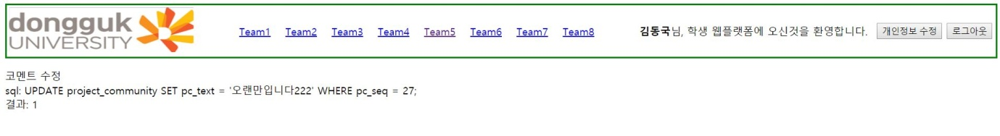 dongguk
UNIVERSITY
Team1 Team2 Team3 Team4 Team5 Team6 Team7 Team8
김동국님, 학생 웹플랫폼에 오신것을 환영합니다. 개인정보 수정 로그아웃
코멘트 수정
sql: UPDATE project_community SET pc_text = '오랜만입니다222' WHERE pc_seq = 27;
결과: 1